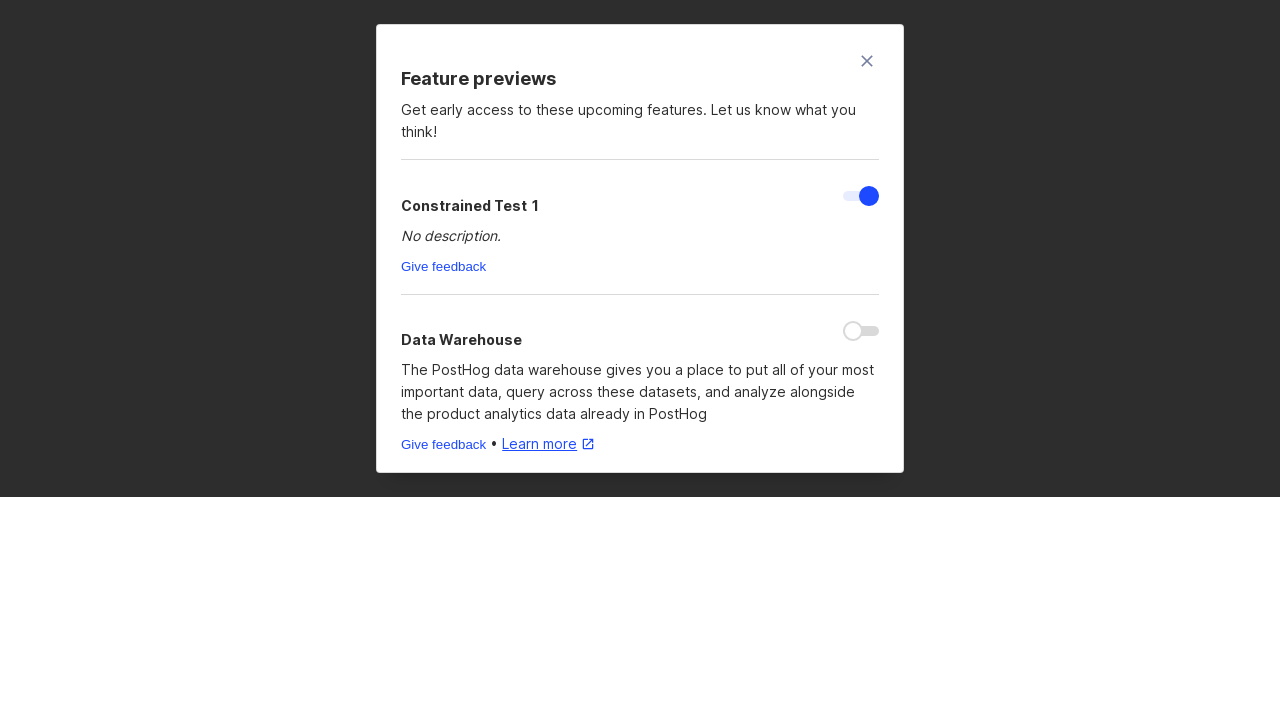 Feature previews
Get early access to these upcoming features. Let us know what you
think!
Constrained Test 1
No description.
Give feedback
Data Warehouse
The PostHog data warehouse gives you a place to put all of your most
important data, query across these datasets, and analyze alongside
the product analytics data already in PostHog
Give feedback • Learn more